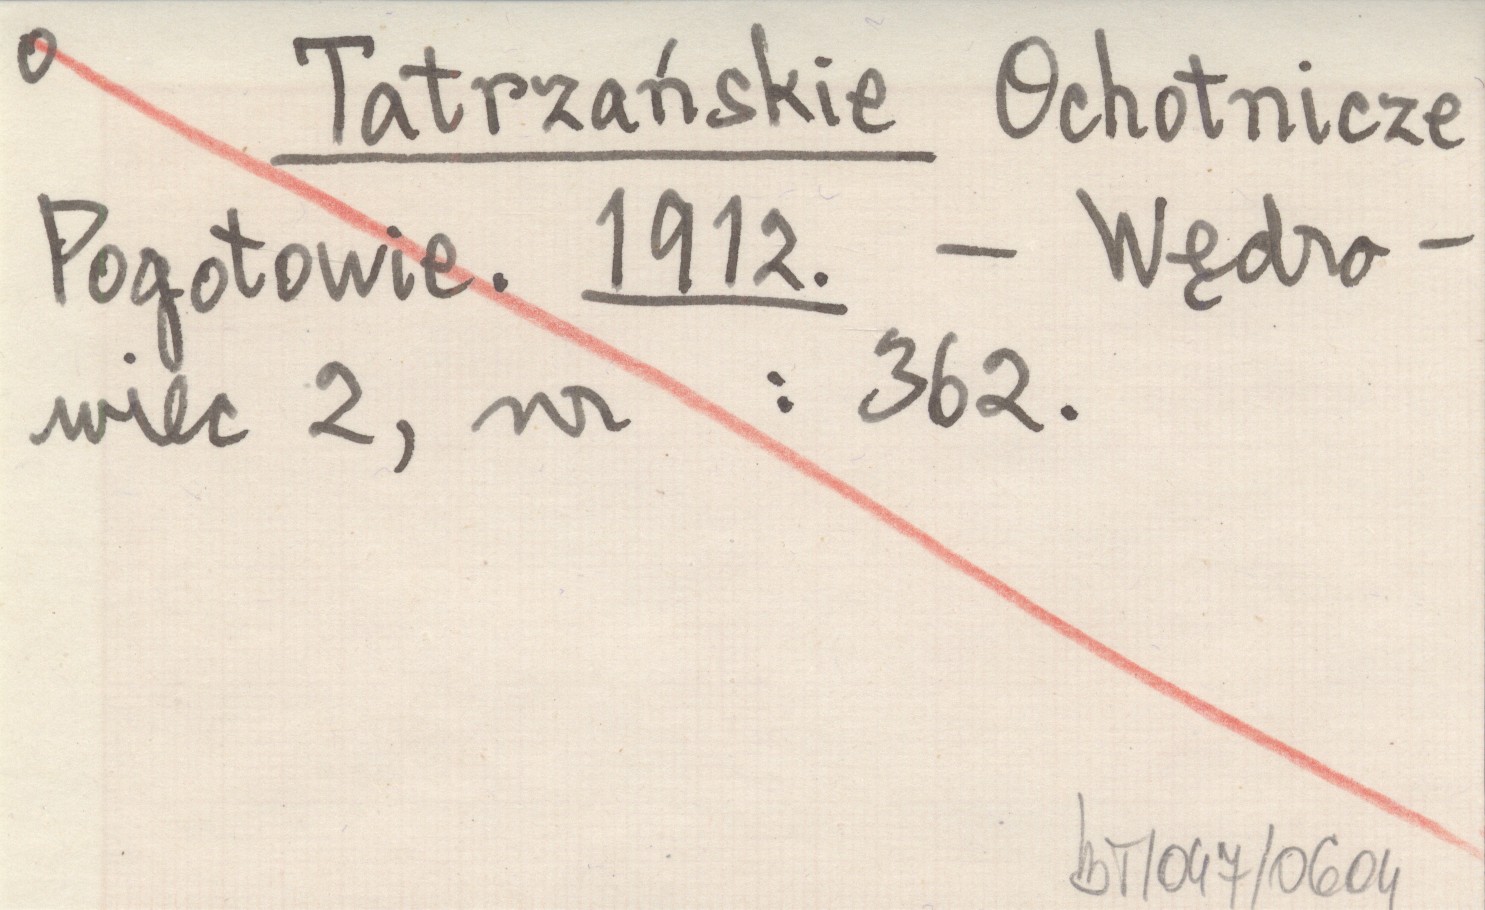 o Tatrzańskie Ochotnicze
Pogotowie. 1912. — Wędro-
wiec 2, nr : 362.
bT/047/0604